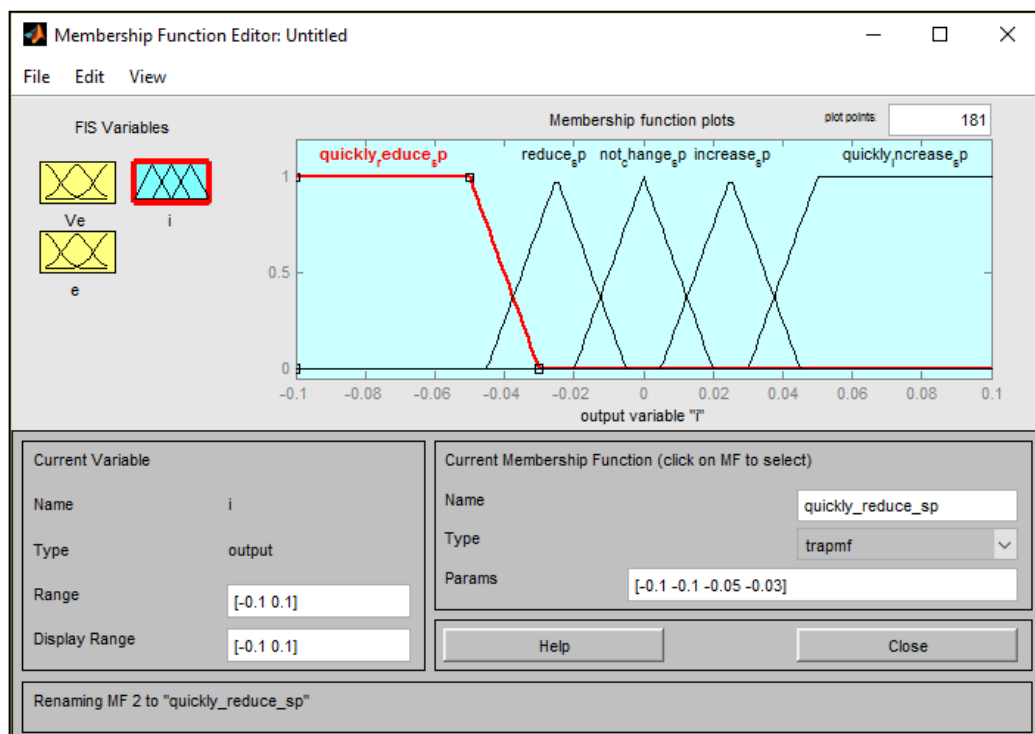 Membership Function Editor: Untitled
File Edit View
FIS Variables
Ve
i
e
Membership function plots
plot points:
181
quickly_reduce_sp reduce_sp not_change_sp increase_sp quickly_increase_sp
1
0.5
0
-0.1 -0.08 -0.06 -0.04 -0.02 0 0.02 0.04 0.06 0.08 0.1
output variable "i"
Current Variable
Name i
Type output
Range [-0.1 0.1]
Display Range [-0.1 0.1]
Current Membership Function (click on MF to select)
Name quickly_reduce_sp
Type trapmf
Params [-0.1 -0.1 -0.05 -0.03]
Help Close
Renaming MF 2 to "quickly_reduce_sp"